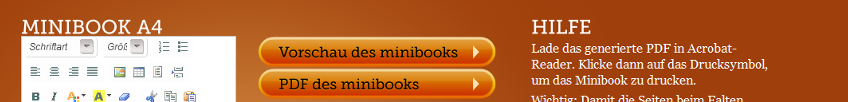 MINIBOOK A4
Schriftart
Größ
B I A A
Vorschau des minibooks
PDF des minibooks
HILFE
Lade das generierte PDF in Acrobat-
Reader. Klicke dann auf das Drucksymbol,
um das Minibook zu drucken.
Wichtig: Damit die Seiten beim Falten